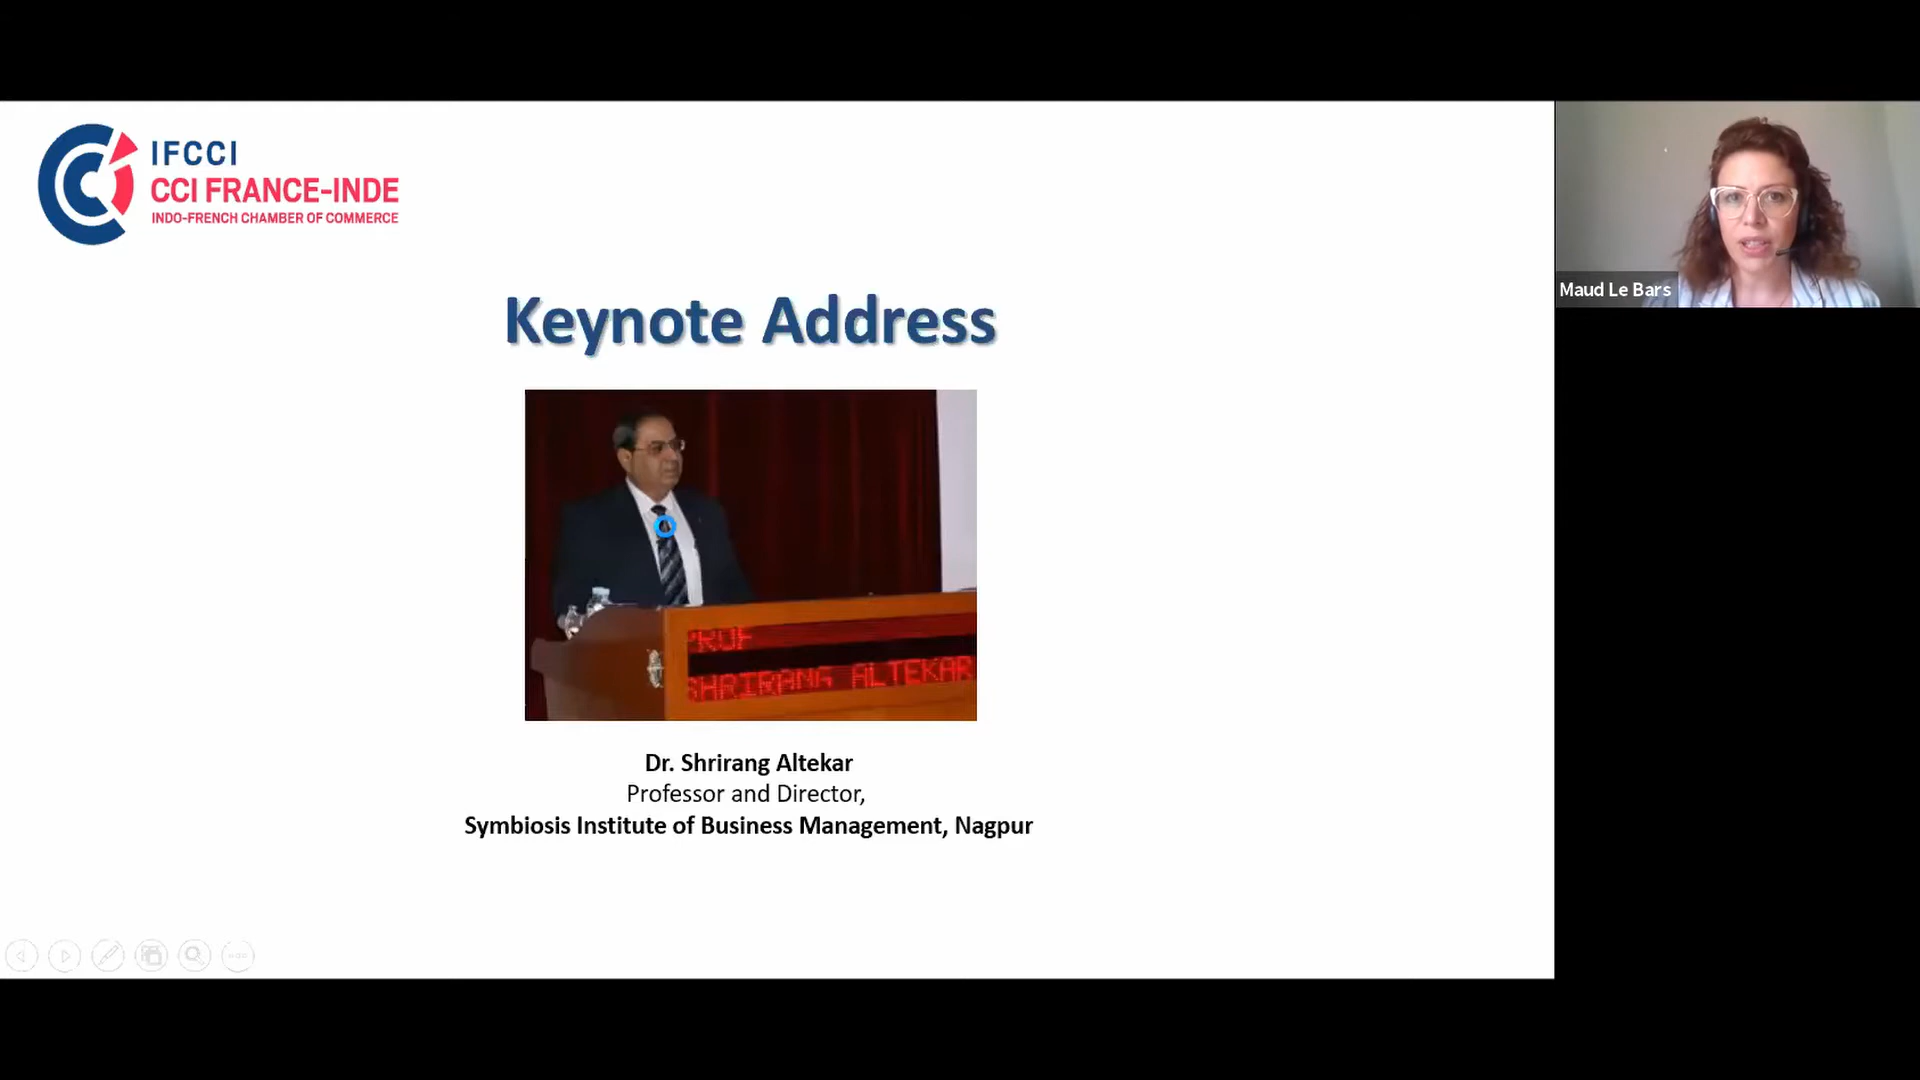 IFCCI
CCI FRANCE-INDE
INDO-FRENCH CHAMBER OF COMMERCE
Maud Le Bars
Keynote Address
PROF
SHRIRANG ALTEKAR
Dr. Shrirang Altekar
Professor and Director,
Symbiosis Institute of Business Management, Nagpur